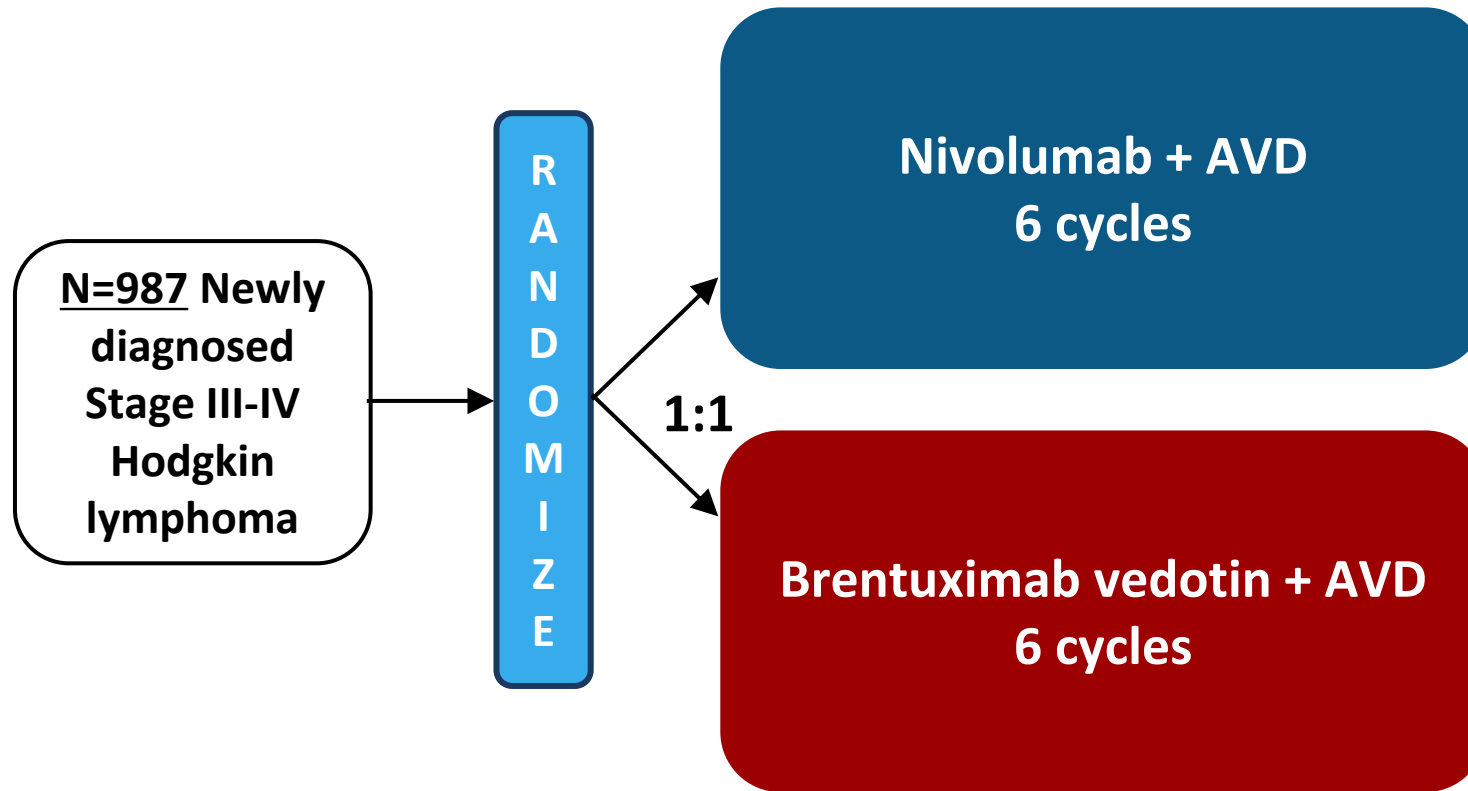 N=987 Newly
diagnosed
Stage III-IV
Hodgkin
lymphoma
R
A
N
D
O
M
I
Z
E
1:1
Nivolumab + AVD
6 cycles
Brentuximab vedotin + AVD
6 cycles